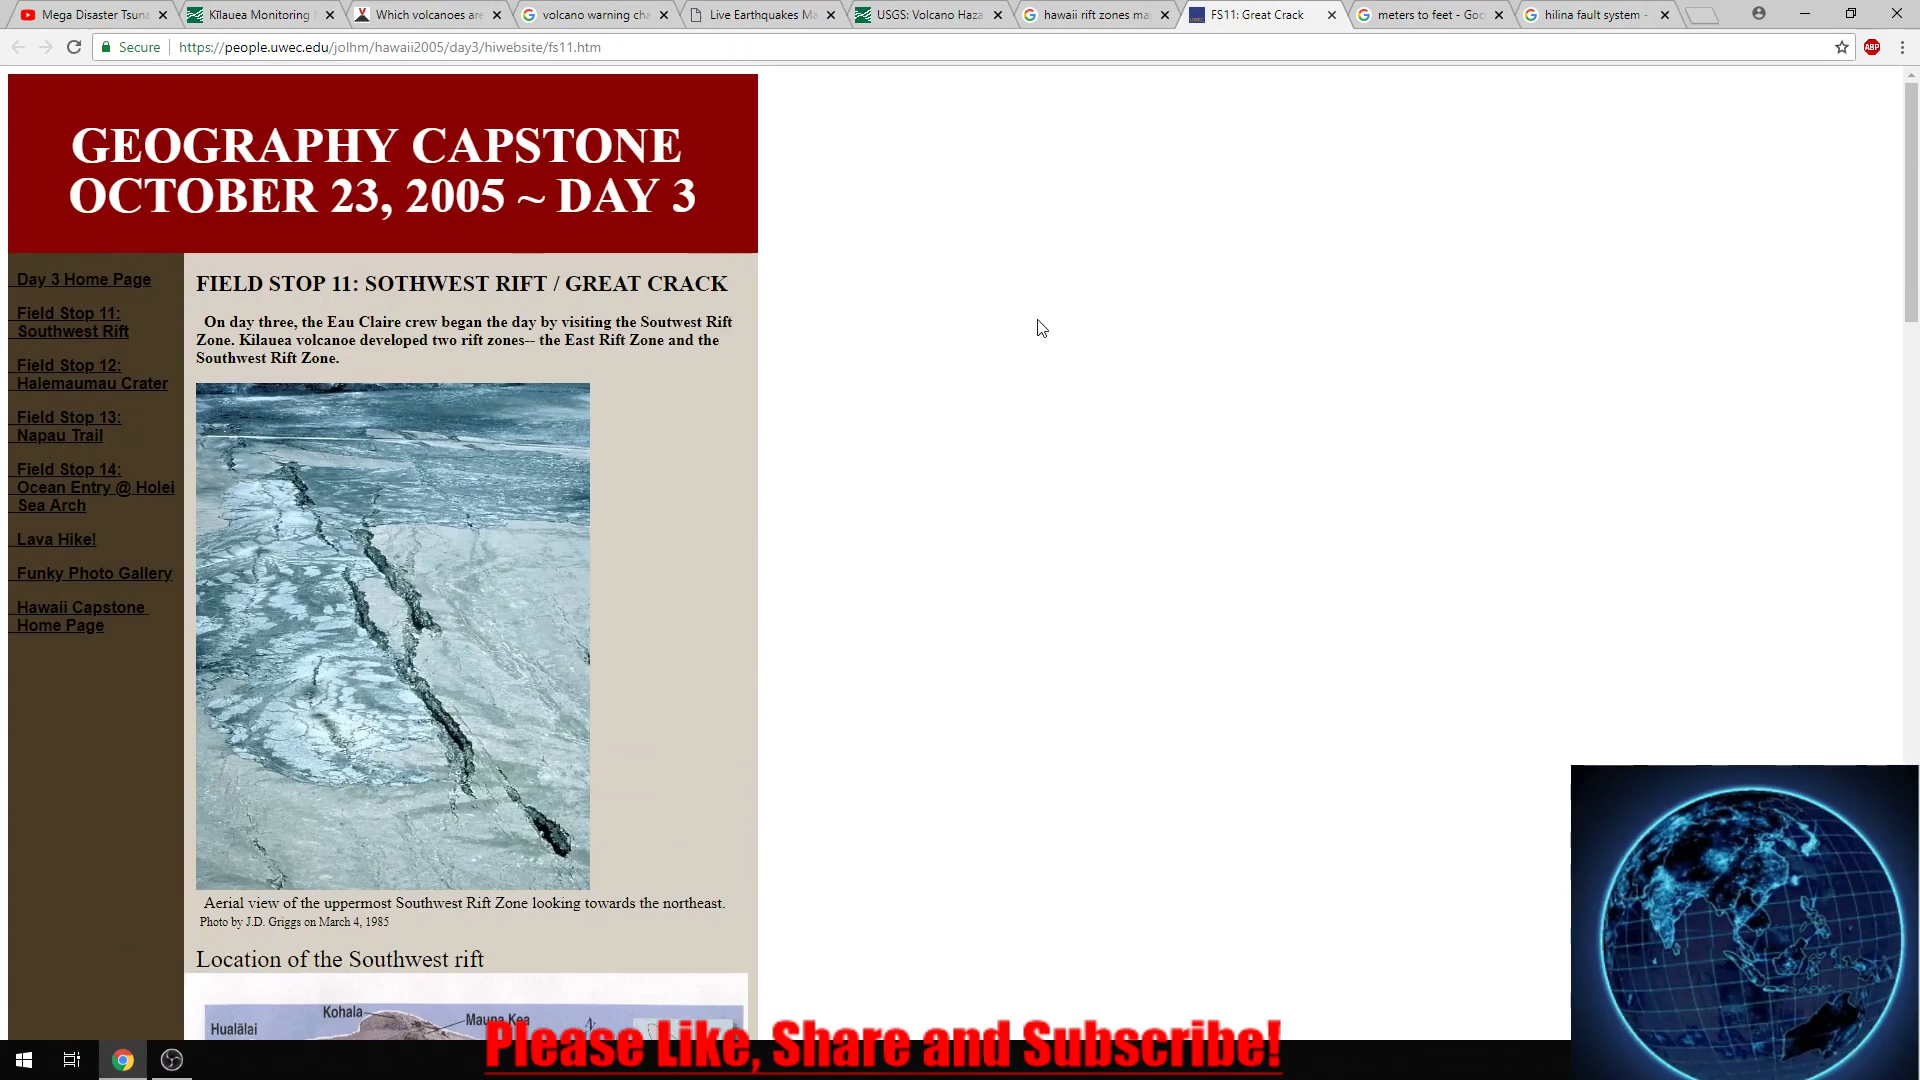 Mega Disaster Tsuna
Kīlauea Monitoring
Which volcanoes are
volcano warning cha
Live Earthquakes Ma
USGS: Volcano Haza
hawaii rift zones ma
FS11: Great Crack
meters to feet - Goo
hilina fault system -
Secure
https://people.uwec.edu/jolhm/hawaii2005/day3/hiwebsite/fs11.htm
ABP
GEOGRAPHY CAPSTONE
OCTOBER 23, 2005 ~ DAY 3
Day 3 Home Page
Field Stop 11:
Southwest Rift
Field Stop 12:
Halemaumau Crater
Field Stop 13:
Napau Trail
Field Stop 14:
Ocean Entry @ Holei
Sea Arch
Lava Hike!
Funky Photo Gallery
Hawaii Capstone
Home Page
FIELD STOP 11: SOTHWEST RIFT / GREAT CRACK
On day three, the Eau Claire crew began the day by visiting the Soutwest Rift
Zone. Kilauea volcanoe developed two rift zones-- the East Rift Zone and the
Southwest Rift Zone.
Aerial view of the uppermost Southwest Rift Zone looking towards the northeast.
Photo by J.D. Griggs on March 4, 1985
Location of the Southwest rift
Kohala
Mauna Kea
Hualālai
Please Like, Share and Subscribe!